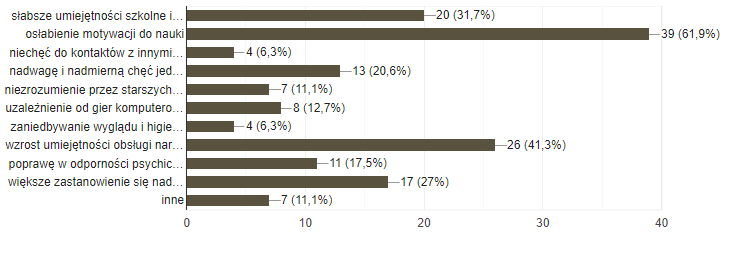 słabsze umiejętności szkolne i... 20 (31,7%)
osłabienie motywacji do nauki 39 (61,9%)
niechęć do kontaktów z innymi... 4 (6,3%)
nadwagę i nadmierną chęć jed... 13 (20,6%)
niezrozumienie przez starszych... 7 (11,1%)
uzależnienie od gier komputero... 8 (12,7%)
zaniedbywanie wyglądu i higie... 4 (6,3%)
wzrost umiejętności obsługi nar... 26 (41,3%)
poprawę w odporności psychic... 11 (17,5%)
większe zastanowienie się nad... 17 (27%)
inne 7 (11,1%)
0 10 20 30 40